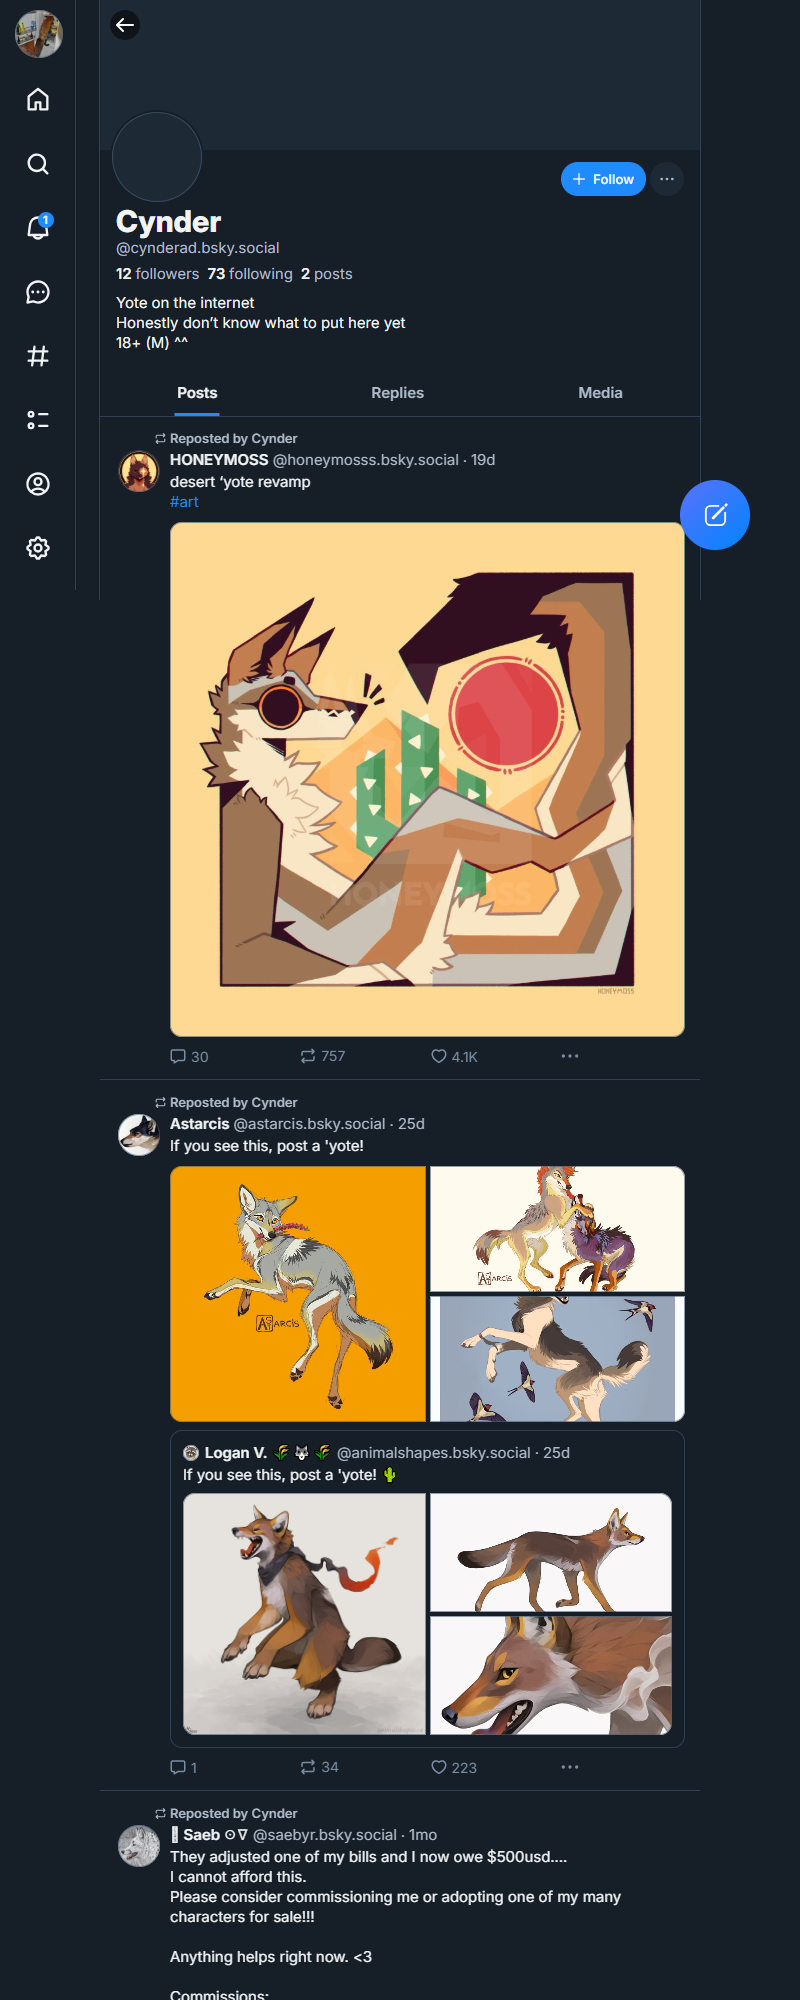 1
+ Follow
Cynder
@cynderad.bsky.social
12 followers 73 following 2 posts
Yote on the internet
Honestly don't know what to put here yet
18+ (M) ^^
Posts Replies Media
Reposted by Cynder
HONEYMOSS @honeymosss.bsky.social · 19d
desert ‘yote revamp
#art
HONEYMOSS
HONEYMOSS
30 757 4.1K
Reposted by Cynder
Astarcis @astarcis.bsky.social · 25d
If you see this, post a 'yote!
ASTARCIS
ASTARCIS
Logan V. 🌾🐺🌾 @animalshapes.bsky.social · 25d
If you see this, post a 'yote! 🌵
1 34 223
Reposted by Cynder
Saeb ⊙∇ @saebyr.bsky.social · 1mo
They adjusted one of my bills and I now owe $500usd....
I cannot afford this.
Please consider commissioning me or adopting one of my many
characters for sale!!!
Anything helps right now. <3
Commissions: